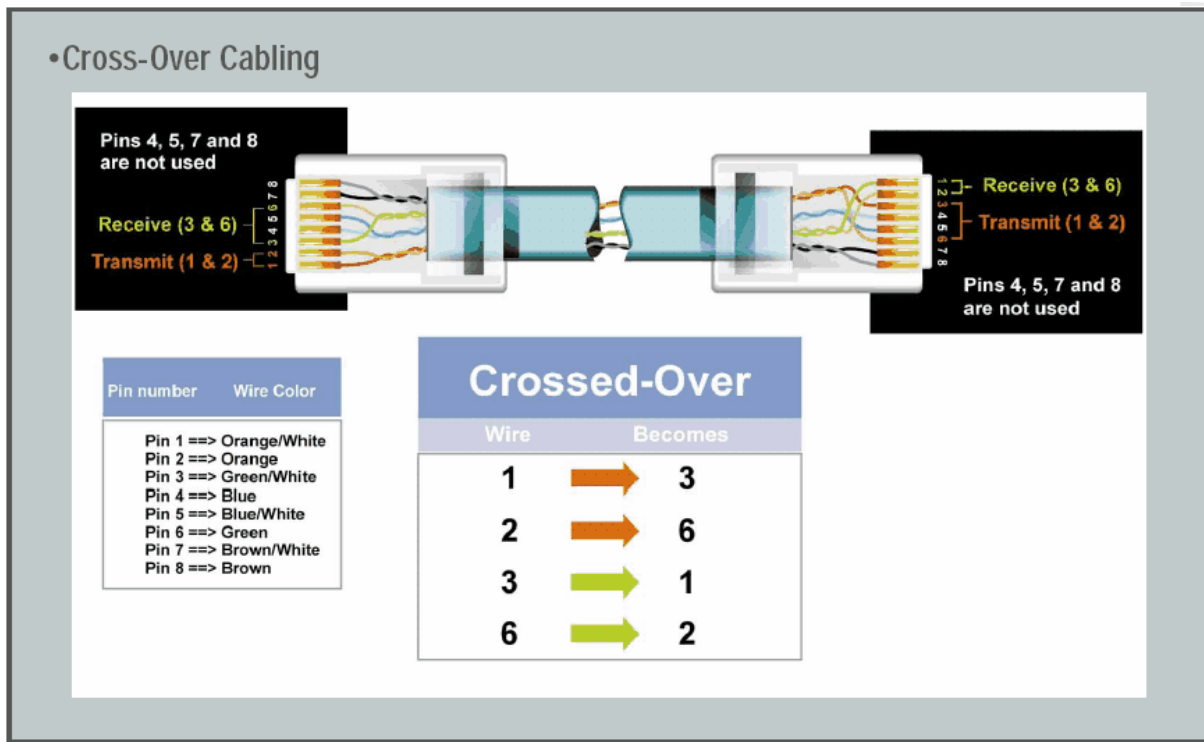 •Cross-Over Cabling
Pins 4, 5, 7 and 8
are not used
Receive (3 & 6)
Transmit (1 & 2)
8
7
6
5
4
3
2
1
1
2
3
4
5
6
7
8
Receive (3 & 6)
Transmit (1 & 2)
Pins 4, 5, 7 and 8
are not used
Pin number Wire Color
Pin 1 ==> Orange/White
Pin 2 ==> Orange
Pin 3 ==> Green/White
Pin 4 ==> Blue
Pin 5 ==> Blue/White
Pin 6 ==> Green
Pin 7 ==> Brown/White
Pin 8 ==> Brown
Crossed-Over
Wire Becomes
1 3
2 6
3 1
6 2